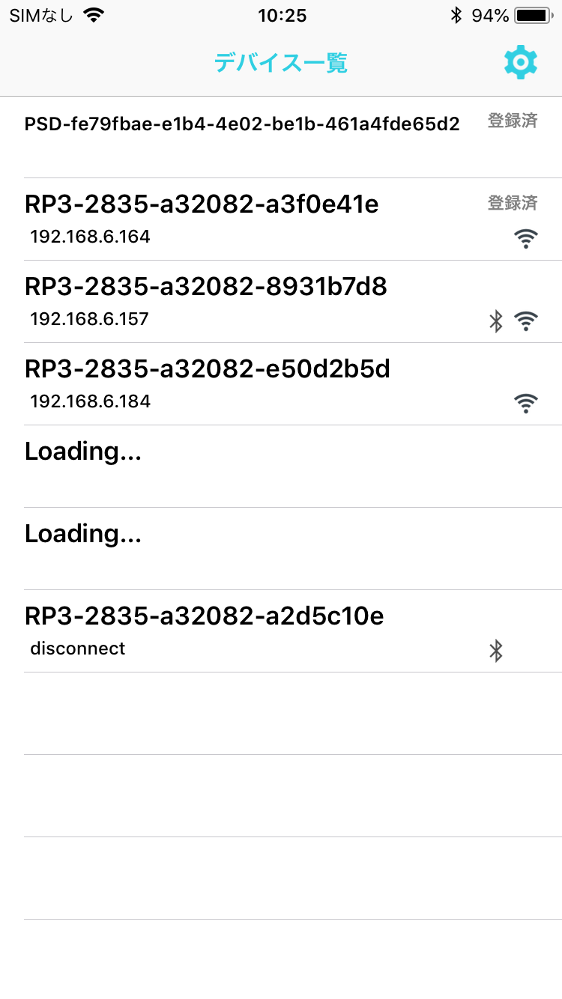 SIMなし 10:25 94%
デバイス一覧
PSD-fe79fbae-e1b4-4e02-be1b-461a4fde65d2 登録済
RP3-2835-a32082-a3f0e41e 登録済
192.168.6.164
RP3-2835-a32082-8931b7d8
192.168.6.157
RP3-2835-a32082-e50d2b5d
192.168.6.184
Loading...
Loading...
RP3-2835-a32082-a2d5c10e
disconnect